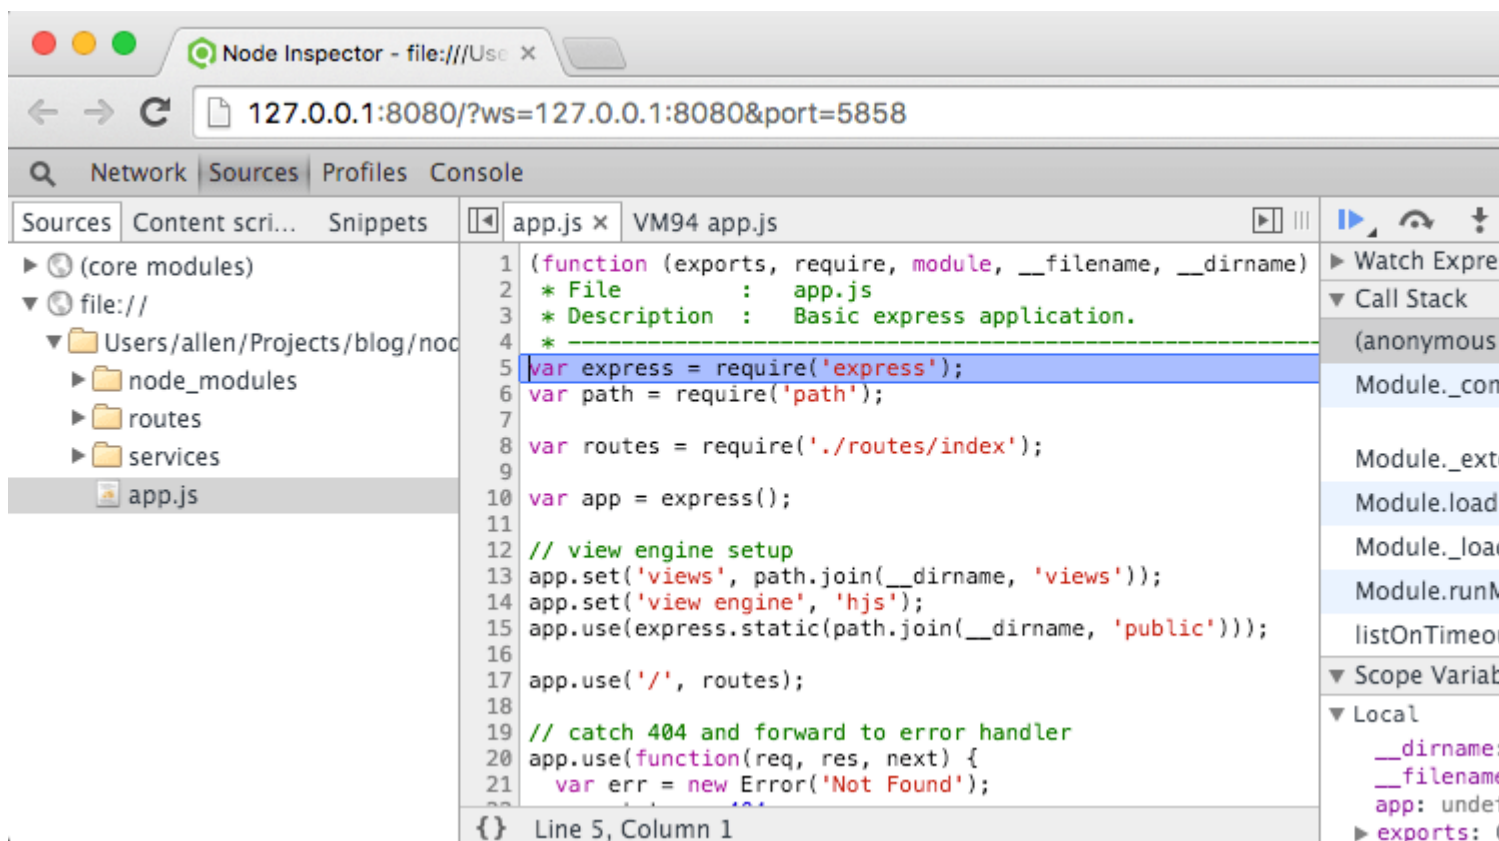 Node Inspector - file:///Use
127.0.0.1:8080/?ws=127.0.0.1:8080&port=5858
Network Sources Profiles Console
Sources Content scri... Snippets
(core modules)
file://
Users/allen/Projects/blog/nod
node_modules
routes
services
app.js
app.js × VM94 app.js
1 (function (exports, require, module, __filename, __dirname)
2 * File : app.js
3 * Description : Basic express application.
4 * ------------------------------------------------------------
5 var express = require('express');
6 var path = require('path');
7
8 var routes = require('./routes/index');
9
10 var app = express();
11
12 // view engine setup
13 app.set('views', path.join(__dirname, 'views'));
14 app.set('view engine', 'hjs');
15 app.use(express.static(path.join(__dirname, 'public')));
16
17 app.use('/', routes);
18
19 // catch 404 and forward to error handler
20 app.use(function(req, res, next) {
21 var err = new Error('Not Found');
{} Line 5, Column 1
Watch Expre
Call Stack
(anonymous
Module._con
Module._ext
Module.load
Module._loa
Module.runM
listOnTimeou
Scope Variab
Local
__dirname:
__filename
app: undef
exports: